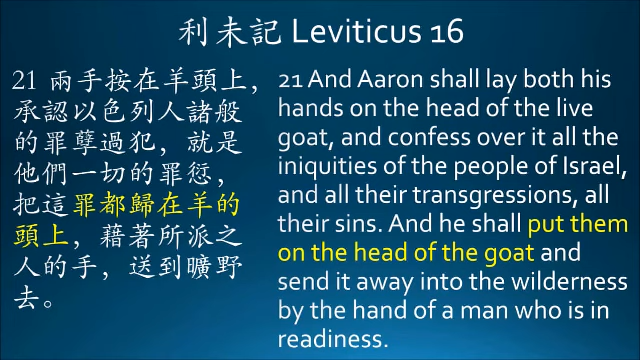 利未記 Leviticus 16
21 兩手按在羊頭上，
承認以色列人諸般
的罪孽過犯，就是
他們一切的罪愆，
把這罪都歸在羊的
頭上，藉著所派之
人的手，送到曠野
去。
21 And Aaron shall lay both his
hands on the head of the live
goat, and confess over it all the
iniquities of the people of Israel,
and all their transgressions, all
their sins. And he shall put them
on the head of the goat and
send it away into the wilderness
by the hand of a man who is in
readiness.